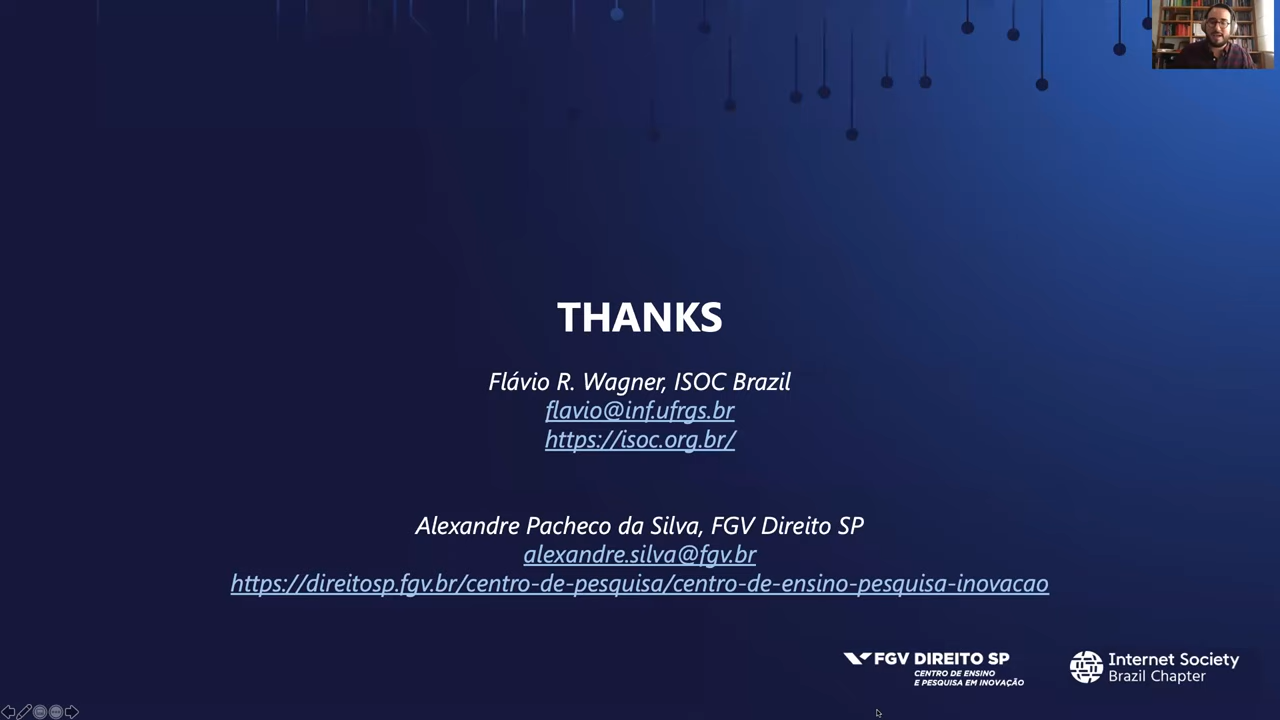 THANKS
Flávio R. Wagner, ISOC Brazil
flavio@inf.ufrgs.br
https://isoc.org.br/
Alexandre Pacheco da Silva, FGV Direito SP
alexandre.silva@fgv.br
https://direitosp.fgv.br/centro-de-pesquisa/centro-de-ensino-pesquisa-inovacao
FGV DIREITO SP
CENTRO DE ENSINO
E PESQUISA EM INOVAÇÃO
Internet Society
Brazil Chapter